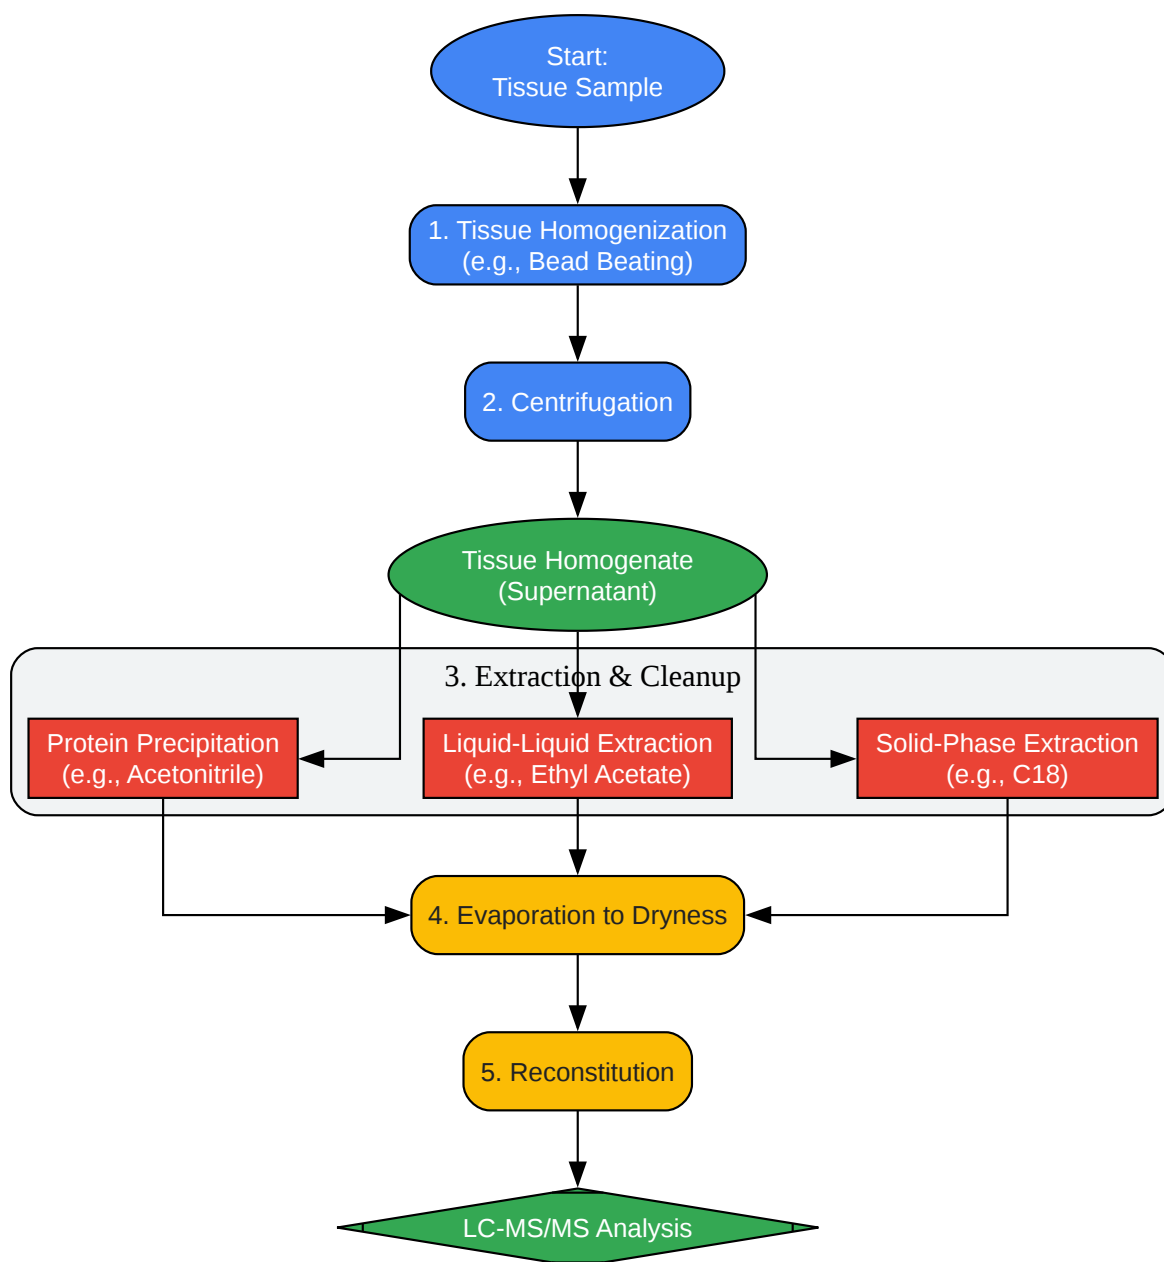 Start:
Tissue Sample
1. Tissue Homogenization
(e.g., Bead Beating)
2. Centrifugation
Tissue Homogenate
(Supernatant)
3. Extraction & Cleanup
Protein Precipitation
(e.g., Acetonitrile)
Liquid-Liquid Extraction
(e.g., Ethyl Acetate)
Solid-Phase Extraction
(e.g., C18)
4. Evaporation to Dryness
5. Reconstitution
LC-MS/MS Analysis